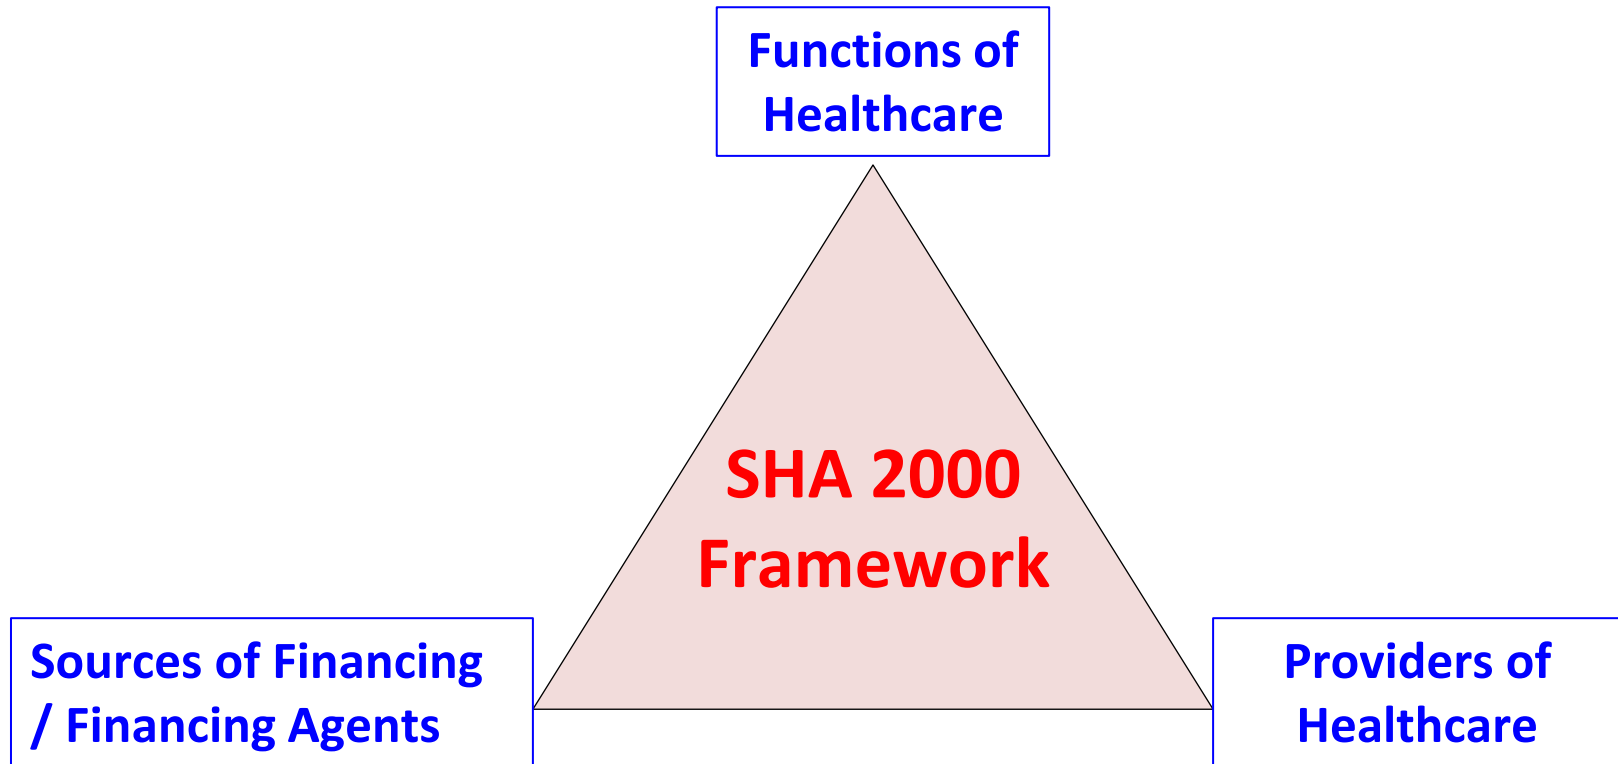 Functions of
Healthcare
SHA 2000
Framework
Sources of Financing
/ Financing Agents
Providers of
Healthcare